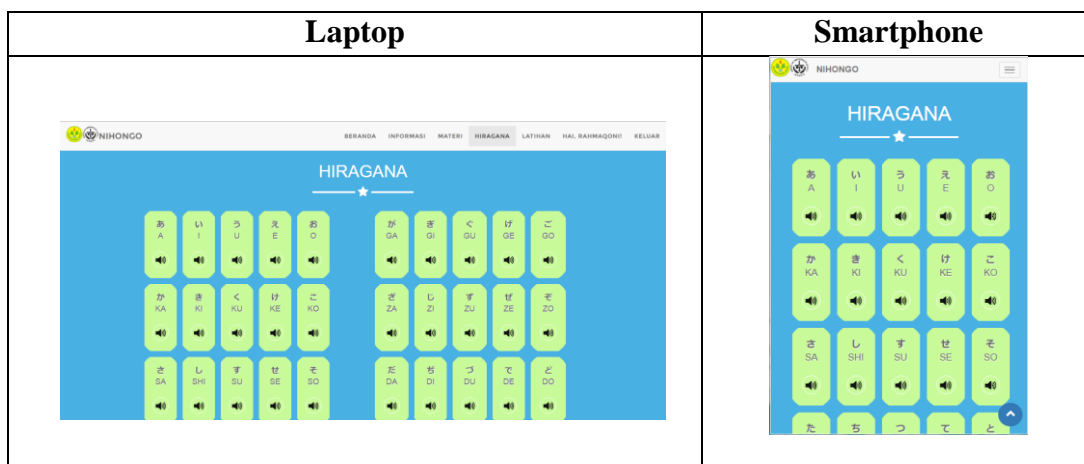 Laptop
NIHONGO
BERANDA INFORMASI MATERI HIRAGANA LATIHAN HAI, RAHMAQONI! KELUAR
HIRAGANA
あ い う え お が ぎ ぐ げ ご
A I U E O GA GI GU GE GO
か き く け こ ざ じ ず ぜ ぞ
KA KI KU KE KO ZA ZI ZU ZE ZO
さ し す せ そ だ ぢ づ で ど
SA SHI SU SE SO DA DI DU DE DO
Smartphone
NIHONGO
HIRAGANA
あ い う え お
A I U E O
か き く け こ
KA KI KU KE KO
さ し す せ そ
SA SHI SU SE SO
た ち つ て と